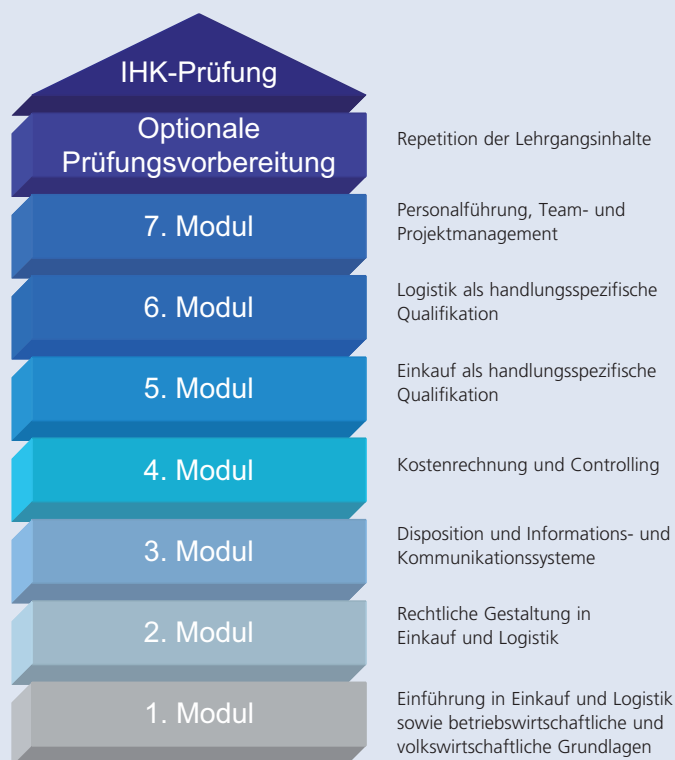 IHK-Prüfung
Optionale
Prüfungsvorbereitung
Repetition der Lehrgangsinhalte
7. Modul
Personalführung, Team- und
Projektmanagement
6. Modul
Logistik als handlungsspezifische
Qualifikation
5. Modul
Einkauf als handlungsspezifische
Qualifikation
4. Modul
Kostenrechnung und Controlling
3. Modul
Disposition und Informations- und
Kommunikationssysteme
2. Modul
Rechtliche Gestaltung in
Einkauf und Logistik
1. Modul
Einführung in Einkauf und Logistik
sowie betriebswirtschaftliche und
volkswirtschaftliche Grundlagen